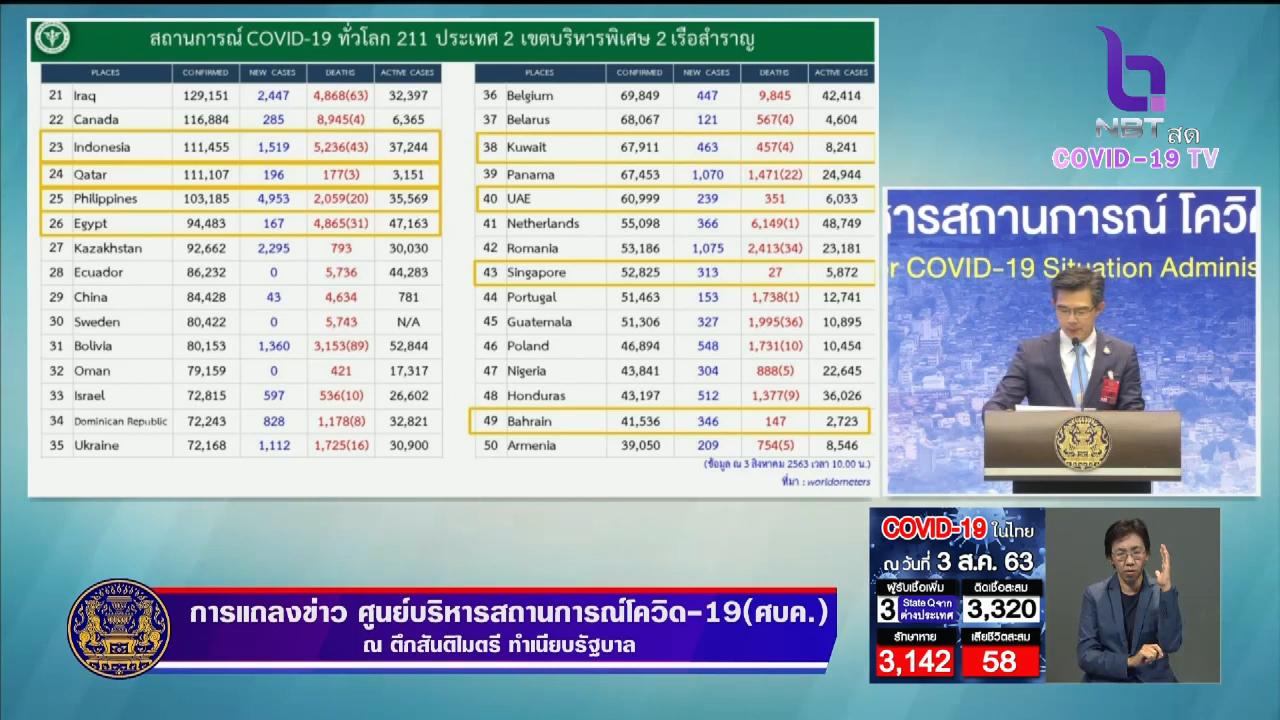 สถานการณ์ COVID-19 ทั่วโลก 211 ประเทศ 2 เขตบริหารพิเศษ 2 เรือสำราญ
PLACES CONFIRMED NEW CASES DEATHS ACTIVE CASES
21 Iraq 129,151 2,447 4,868(63) 32,397
22 Canada 116,884 285 8,945(4) 6,365
23 Indonesia 111,455 1,519 5,236(43) 37,244
24 Qatar 111,107 196 177(3) 3,151
25 Philippines 103,185 4,953 2,059(20) 35,569
26 Egypt 94,483 167 4,865(31) 47,163
27 Kazakhstan 92,662 2,295 793 30,030
28 Ecuador 86,232 0 5,736 44,283
29 China 84,428 43 4,634 781
30 Sweden 80,422 0 5,743 N/A
31 Bolivia 80,153 1,360 3,153(89) 52,844
32 Oman 79,159 0 421 17,317
33 Israel 72,815 597 536(10) 26,602
34 Dominican Republic 72,243 828 1,178(8) 32,821
35 Ukraine 72,168 1,112 1,725(16) 30,900
PLACES CONFIRMED NEW CASES DEATHS ACTIVE CASES
36 Belgium 69,849 447 9,845 42,414
37 Belarus 68,067 121 567(4) 4,604
38 Kuwait 67,911 463 457(4) 8,241
39 Panama 67,453 1,070 1,471(22) 24,944
40 UAE 60,999 239 351 6,033
41 Netherlands 55,098 366 6,149(1) 48,749
42 Romania 53,186 1,075 2,413(34) 23,181
43 Singapore 52,825 313 27 5,872
44 Portugal 51,463 153 1,738(1) 12,741
45 Guatemala 51,306 327 1,995(36) 10,895
46 Poland 46,894 548 1,731(10) 10,454
47 Nigeria 43,841 304 888(5) 22,645
48 Honduras 43,197 512 1,377(9) 36,026
49 Bahrain 41,536 346 147 2,723
50 Armenia 39,050 209 754(5) 8,546
(ข้อมูล ณ 3 สิงหาคม 2563 เวลา 10.00 น.)
ที่มา : worldometers
NBT สด
COVID-19 TV
หารสถานการณ์ โควิด
or COVID-19 Situation Adminis
COVID-19 ในไทย
ณ วันที่ 3 ส.ค. 63
ผู้รับเชื้อเพิ่ม ติดเชื้อสะสม
3 State Qจาก ต่างประเทศ 3,320
รักษาหาย เสียชีวิตสะสม
3,142 58
การแถลงข่าว ศูนย์บริหารสถานการณ์โควิด-19(ศบค.)
ณ ตึกสันติไมตรี ทำเนียบรัฐบาล